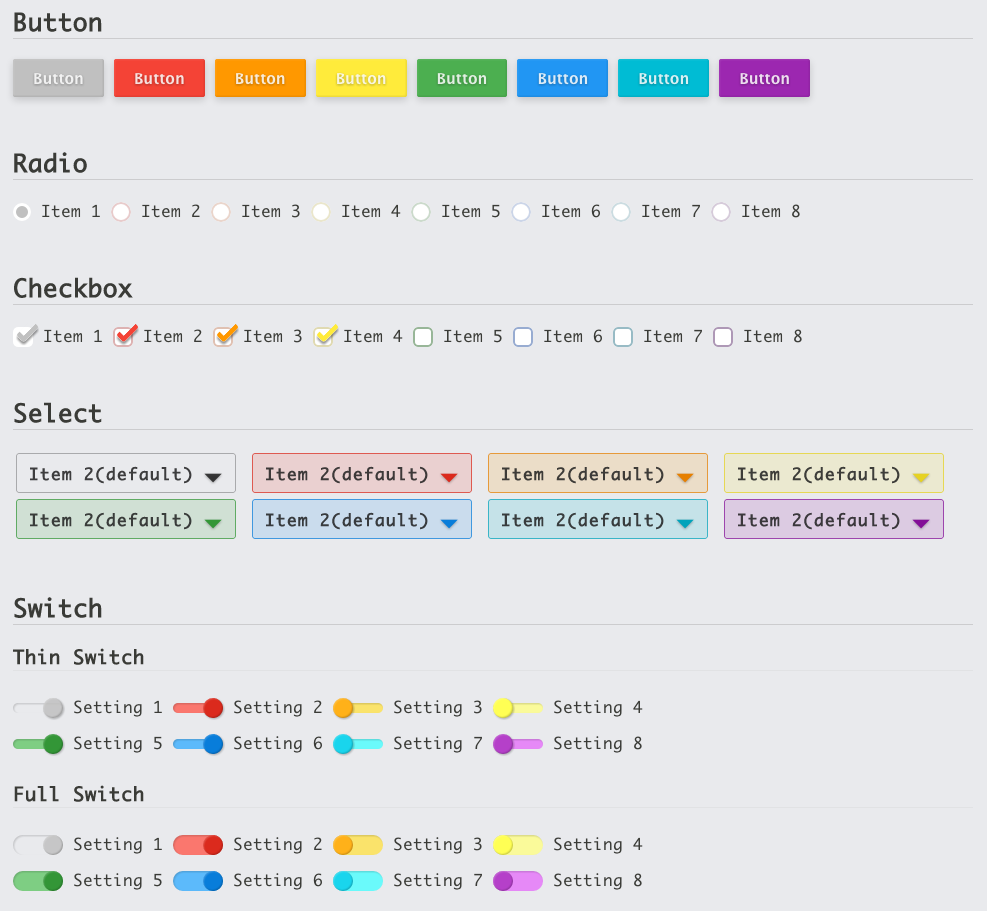 Button
Button Button Button Button Button Button Button Button
Radio
Item 1 Item 2 Item 3 Item 4 Item 5 Item 6 Item 7 Item 8
Checkbox
Item 1 Item 2 Item 3 Item 4 Item 5 Item 6 Item 7 Item 8
Select
Item 2(default) Item 2(default) Item 2(default) Item 2(default)
Item 2(default) Item 2(default) Item 2(default) Item 2(default)
Switch
Thin Switch
Setting 1 Setting 2 Setting 3 Setting 4
Setting 5 Setting 6 Setting 7 Setting 8
Full Switch
Setting 1 Setting 2 Setting 3 Setting 4
Setting 5 Setting 6 Setting 7 Setting 8